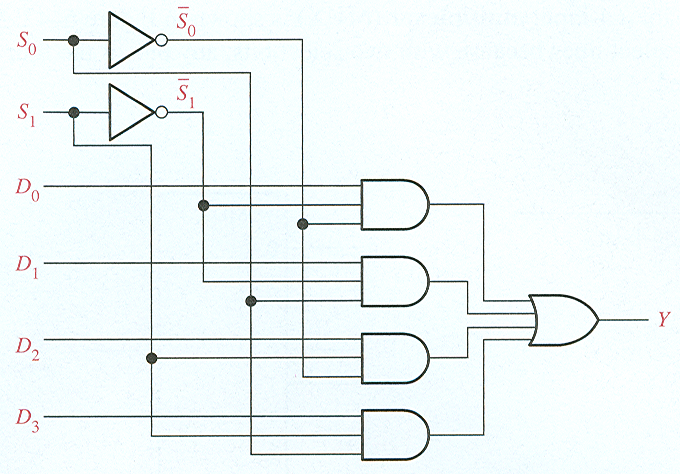 S̅₀
S₀
S̅₁
S₁
D₀
D₁
Y
D₂
D₃